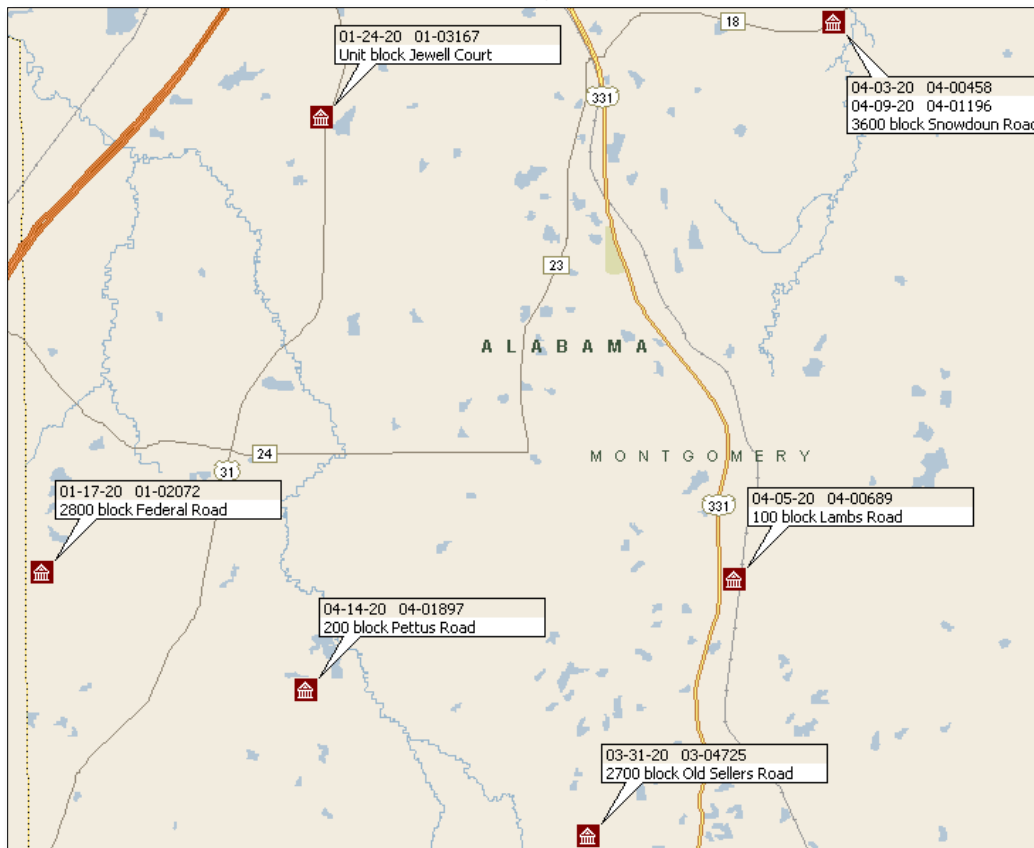 18
01-24-20 01-03167
Unit block Jewell Court
331
04-03-20 04-00458
04-09-20 04-01196
3600 block Snowdoun Road
23
ALABAMA
24
MONTGOMERY
31
01-17-20 01-02072
2800 block Federal Road
331
04-05-20 04-00689
100 block Lambs Road
04-14-20 04-01897
200 block Pettus Road
03-31-20 03-04725
2700 block Old Sellers Road